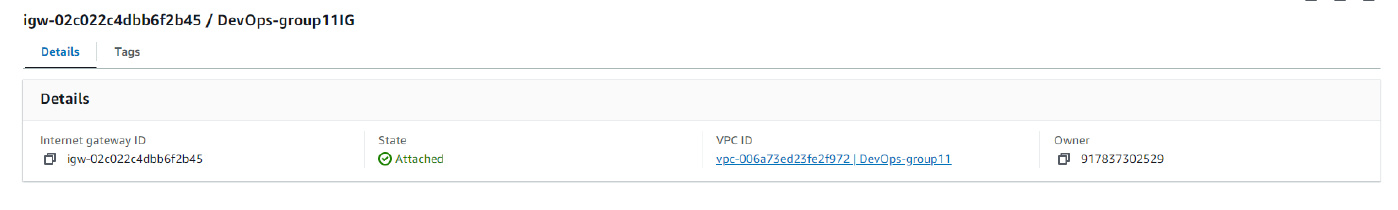 igw-02c022c4dbb6f2b45 / DevOps-group11IG
Details
Tags
Details
Internet gateway ID
igw-02c022c4dbb6f2b45
State
Attached
VPC ID
vpc-006a73ed23fe2f972 | DevOps-group11
Owner
917837302529